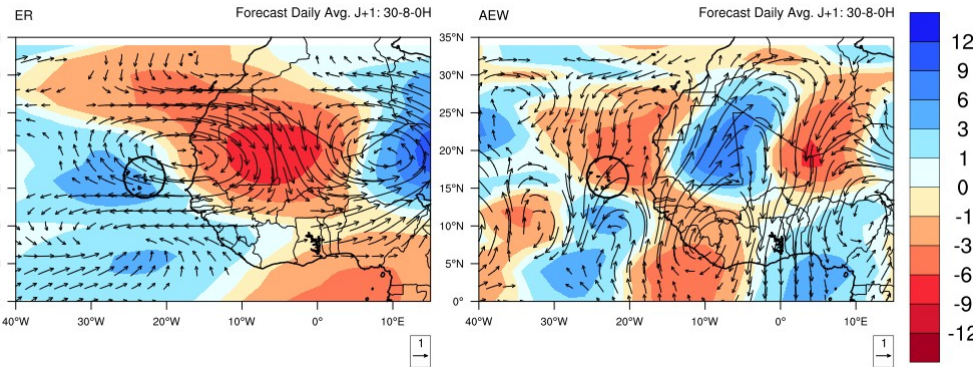 ER Forecast Daily Avg. J+1: 30-8-0H
35°N
30°N
25°N
20°N
15°N
10°N
5°N
0°
40°W 30°W 20°W 10°W 0° 10°E
1
AEW Forecast Daily Avg. J+1: 30-8-0H
40°W 30°W 20°W 10°W 0° 10°E
1
12
9
6
3
1
0
-1
-3
-6
-9
-12